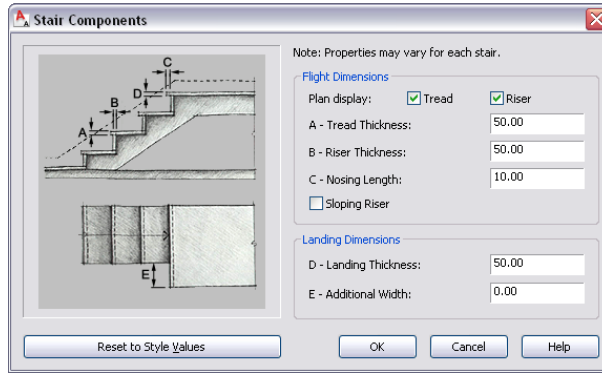 Stair Components
Note: Properties may vary for each stair.
Flight Dimensions
Plan display: Tread Riser
A - Tread Thickness: 50.00
B - Riser Thickness: 50.00
C - Nosing Length: 10.00
Sloping Riser
Landing Dimensions
D - Landing Thickness: 50.00
E - Additional Width: 0.00
C
D
B
A
E
Reset to Style Values
OK Cancel Help